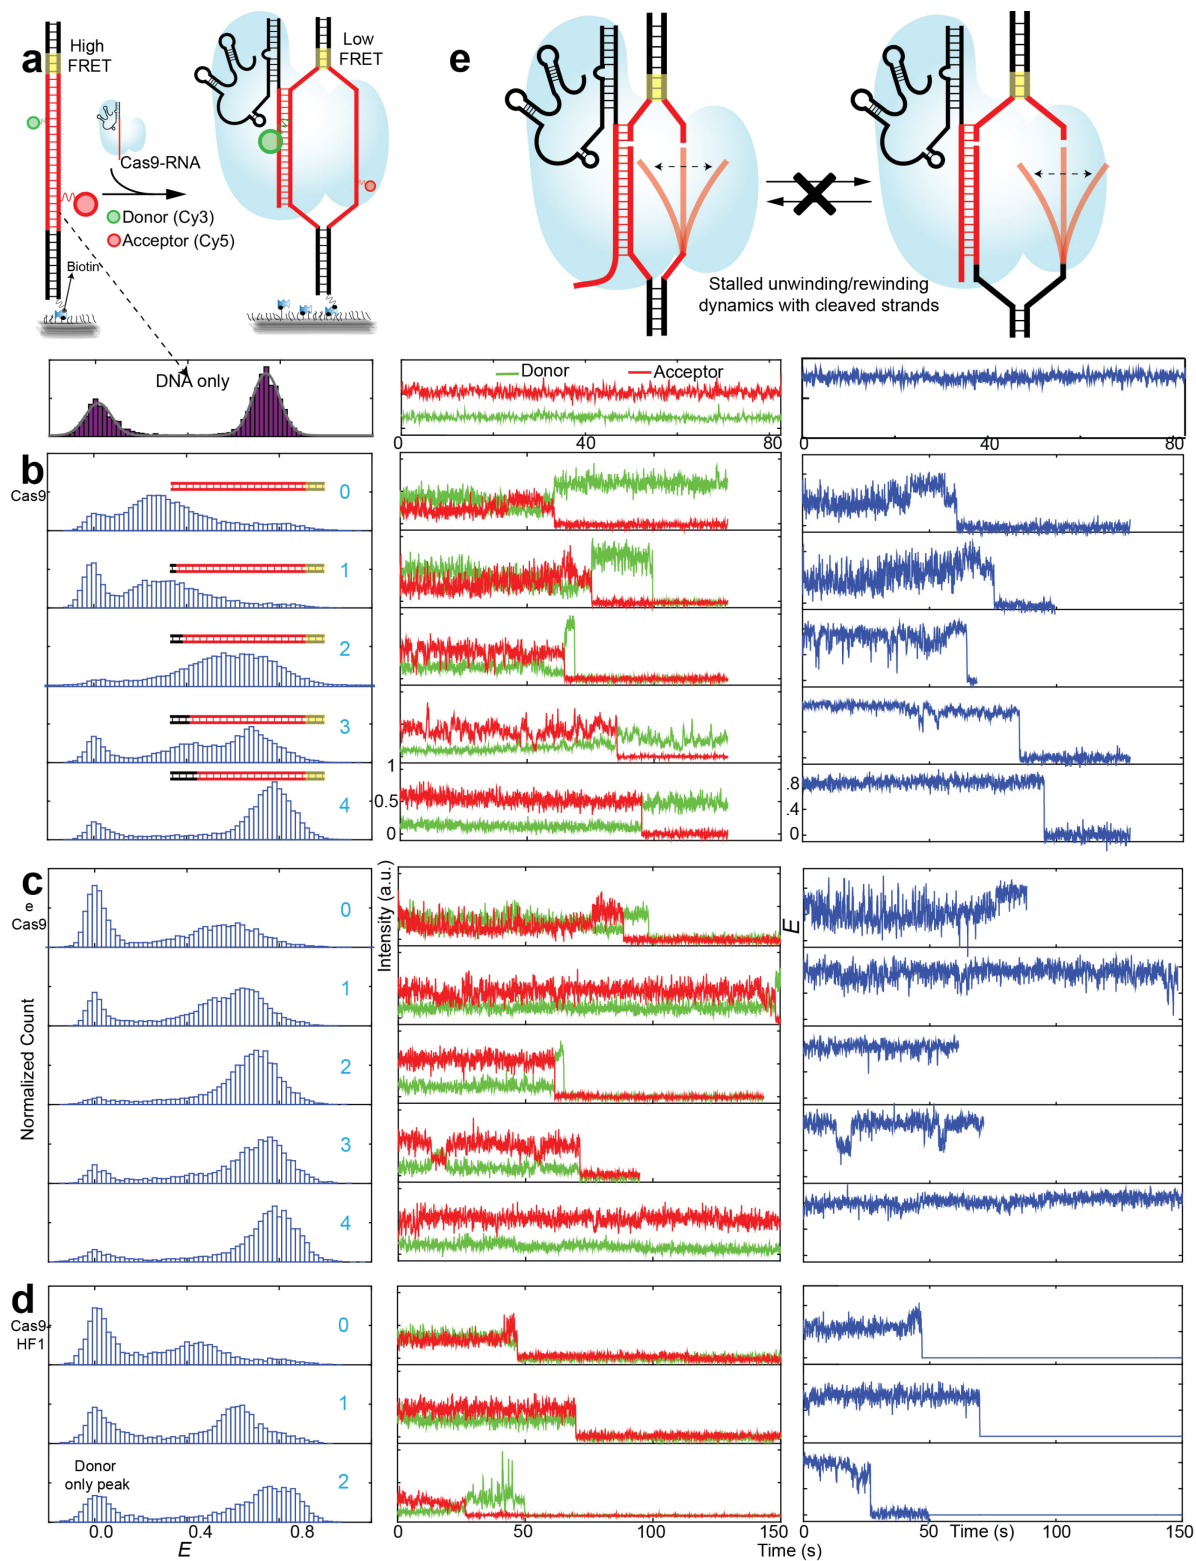 a
High
FRET
Low
FRET
Cas9-RNA
Donor (Cy3)
Acceptor (Cy5)
Biotin
e
Stalled unwinding/rewinding
dynamics with cleaved strands
DNA only
Donor
Acceptor
0
40
80
0
40
80
b
Cas9
0
1
2
3
4
1
0.5
0
.8
.4
0
c
e
Cas9
0
1
2
3
4
Normalized Count
Intensity (a.u.)
E
d
Cas9-
HF1
0
1
Donor
only peak
2
0.0
0.4
0.8
E
0
50
100
150
Time (s)
0
50
100
150
Time (s)